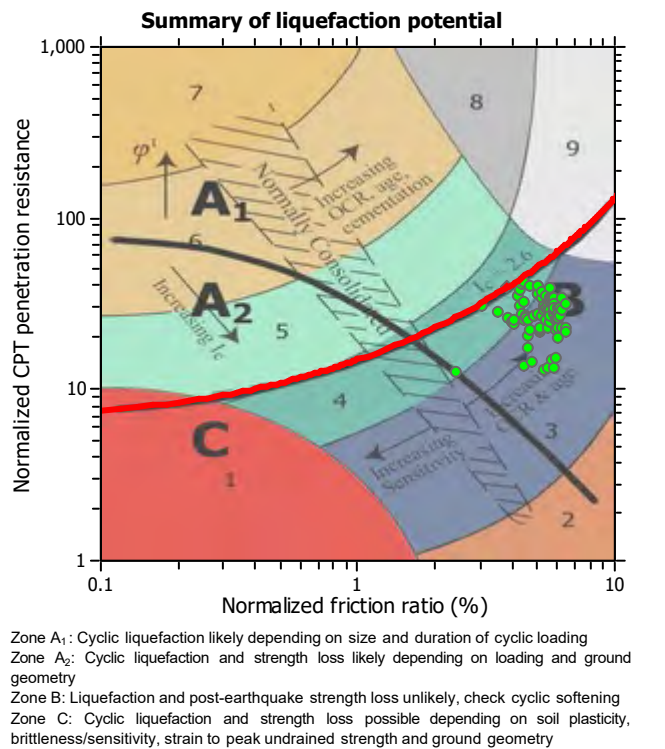 Summary of liquefaction potential
1,000
100
10
1
Normalized CPT penetration resistance
0.1
1
10
Normalized friction ratio (%)
7
8
9
φ'
A1
Increasing
OCR, age,
cementation
Normally Consolidated
6
A2
Increasing Ic
5
Ic = 2.6
B
4
Increasing
OCR & age
3
C
1
Increasing
Sensitivity
2
Zone A1: Cyclic liquefaction likely depending on size and duration of cyclic loading
Zone A2: Cyclic liquefaction and strength loss likely depending on loading and ground
geometry
Zone B: Liquefaction and post-earthquake strength loss unlikely, check cyclic softening
Zone C: Cyclic liquefaction and strength loss possible depending on soil plasticity,
brittleness/sensitivity, strain to peak undrained strength and ground geometry